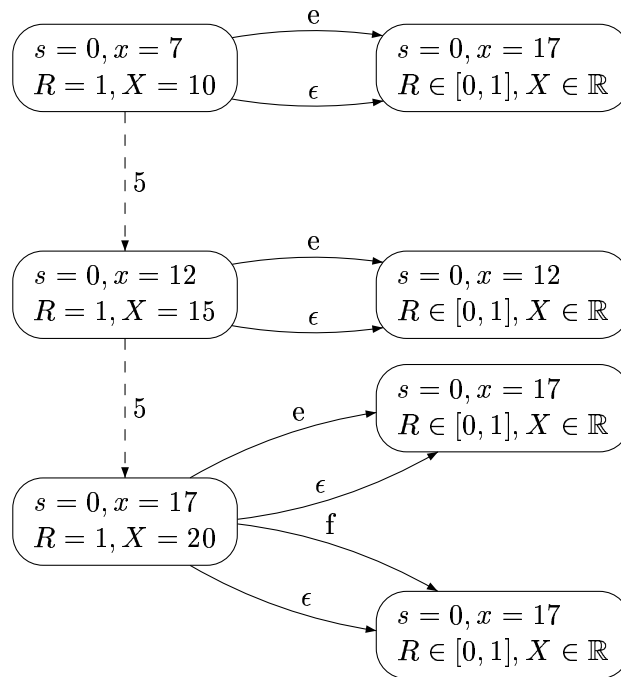 e
s = 0, x = 7
R = 1, X = 10
s = 0, x = 17
R ∈ [0, 1], X ∈ ℝ
ϵ
5
e
s = 0, x = 12
R = 1, X = 15
s = 0, x = 12
R ∈ [0, 1], X ∈ ℝ
ϵ
5
s = 0, x = 17
R ∈ [0, 1], X ∈ ℝ
e
ϵ
s = 0, x = 17
R = 1, X = 20
f
ϵ
s = 0, x = 17
R ∈ [0, 1], X ∈ ℝ